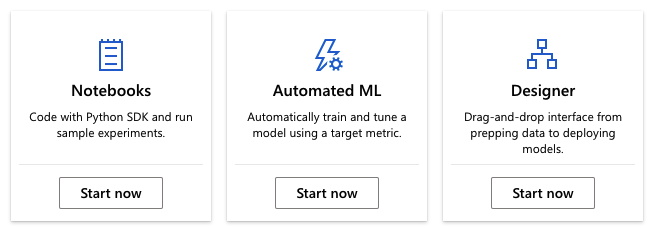 Notebooks
Code with Python SDK and run
sample experiments.
Start now
Automated ML
Automatically train and tune a
model using a target metric.
Start now
Designer
Drag-and-drop interface from
prepping data to deploying
models.
Start now